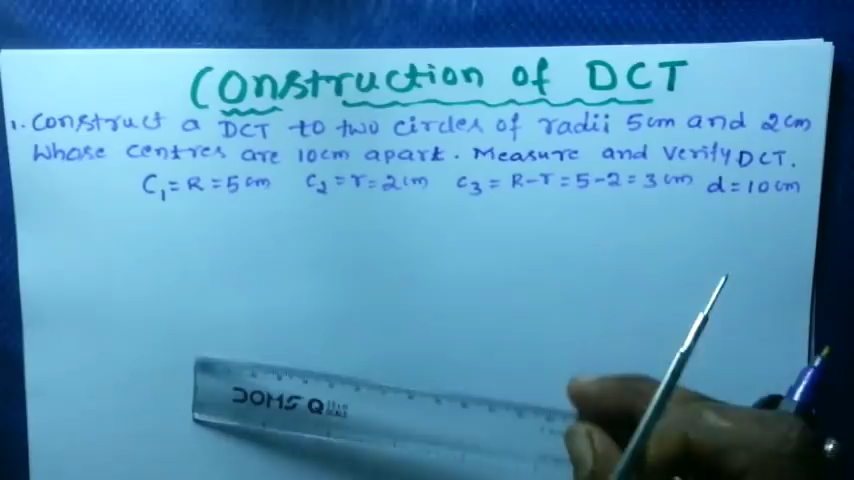 Construction of DCT
1. Construct a DCT to two circles of radii 5cm and 2cm
whose centres are 10cm apart. Measure and Verify DCT.
C₁ = R = 5cm C₂ = r = 2cm C₃ = R-r = 5-2 = 3cm d = 10cm
DOMS Q